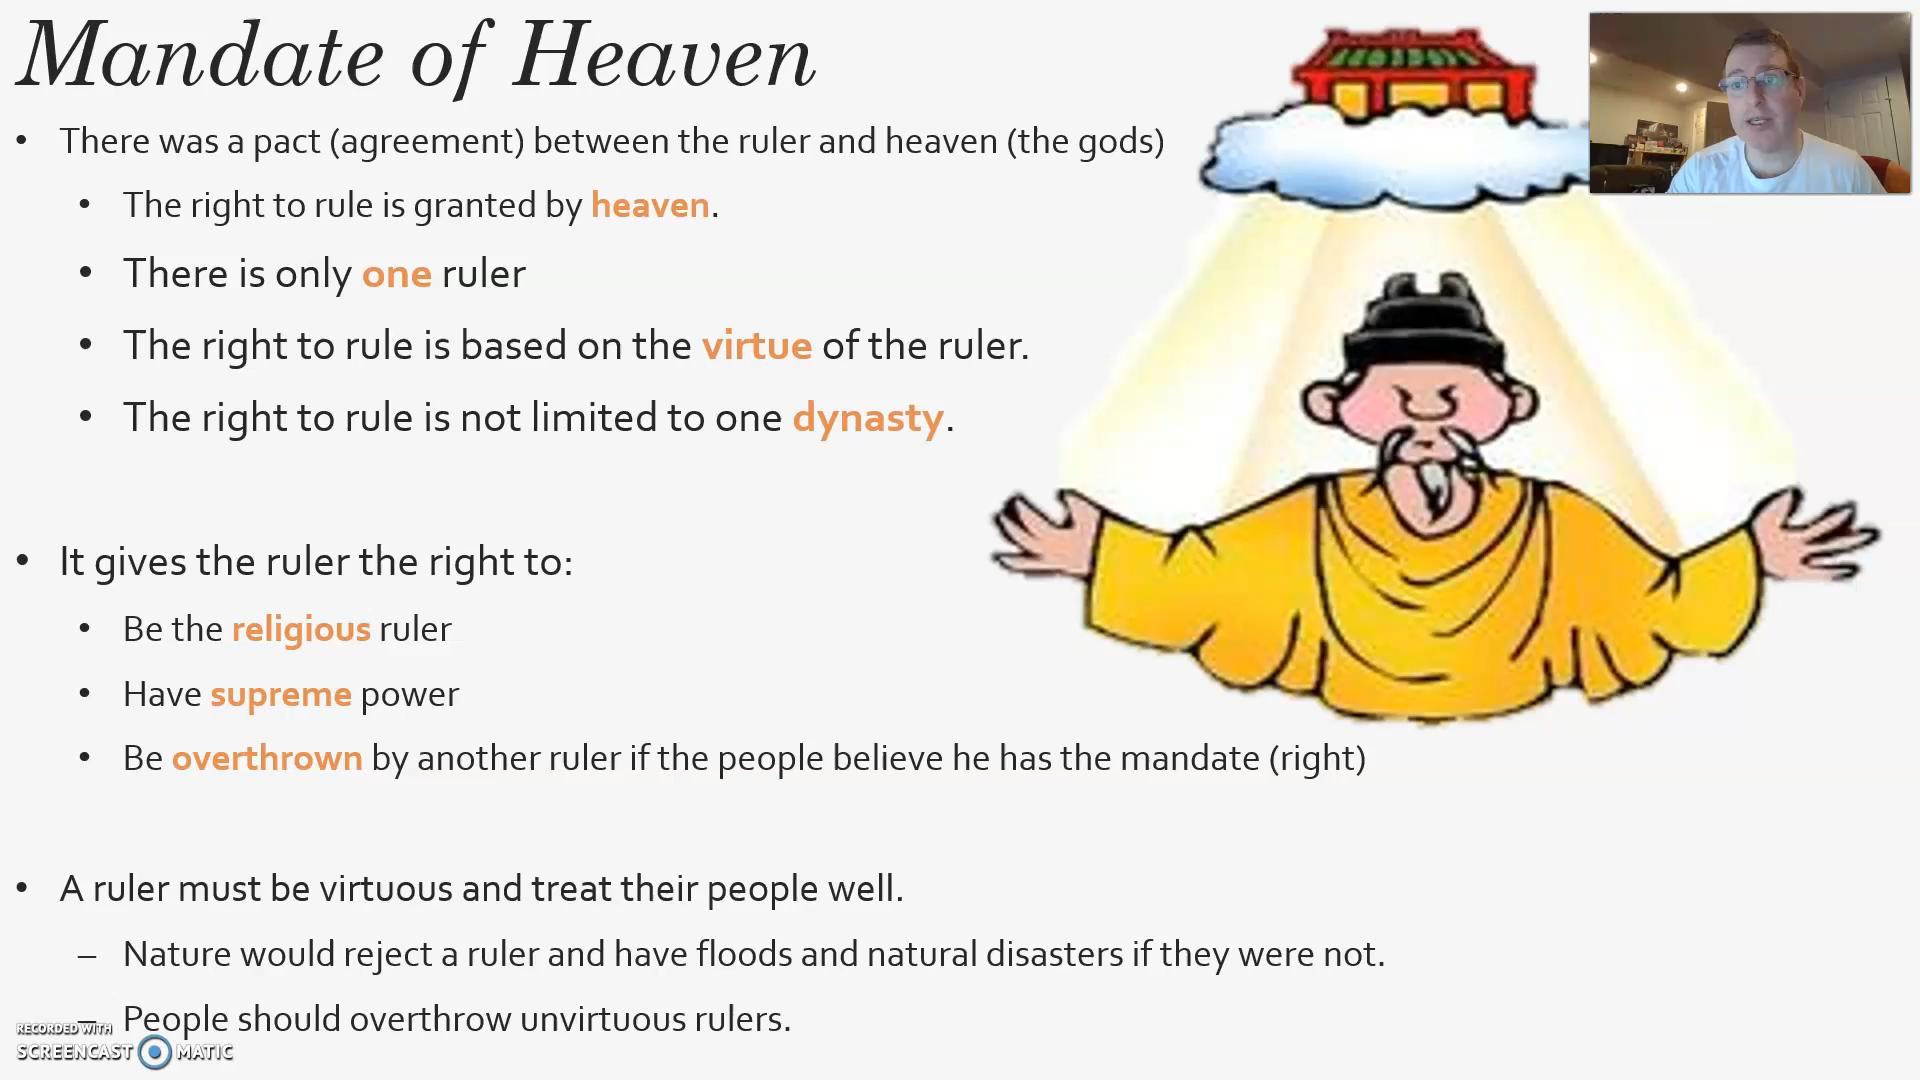 Mandate of Heaven
• There was a pact (agreement) between the ruler and heaven (the gods)
• The right to rule is granted by heaven.
• There is only one ruler
• The right to rule is based on the virtue of the ruler.
• The right to rule is not limited to one dynasty.
• It gives the ruler the right to:
• Be the religious ruler
• Have supreme power
• Be overthrown by another ruler if the people believe he has the mandate (right)
• A ruler must be virtuous and treat their people well.
– Nature would reject a ruler and have floods and natural disasters if they were not.
– People should overthrow unvirtuous rulers.
RECORDED WITH
SCREENCAST MATIC